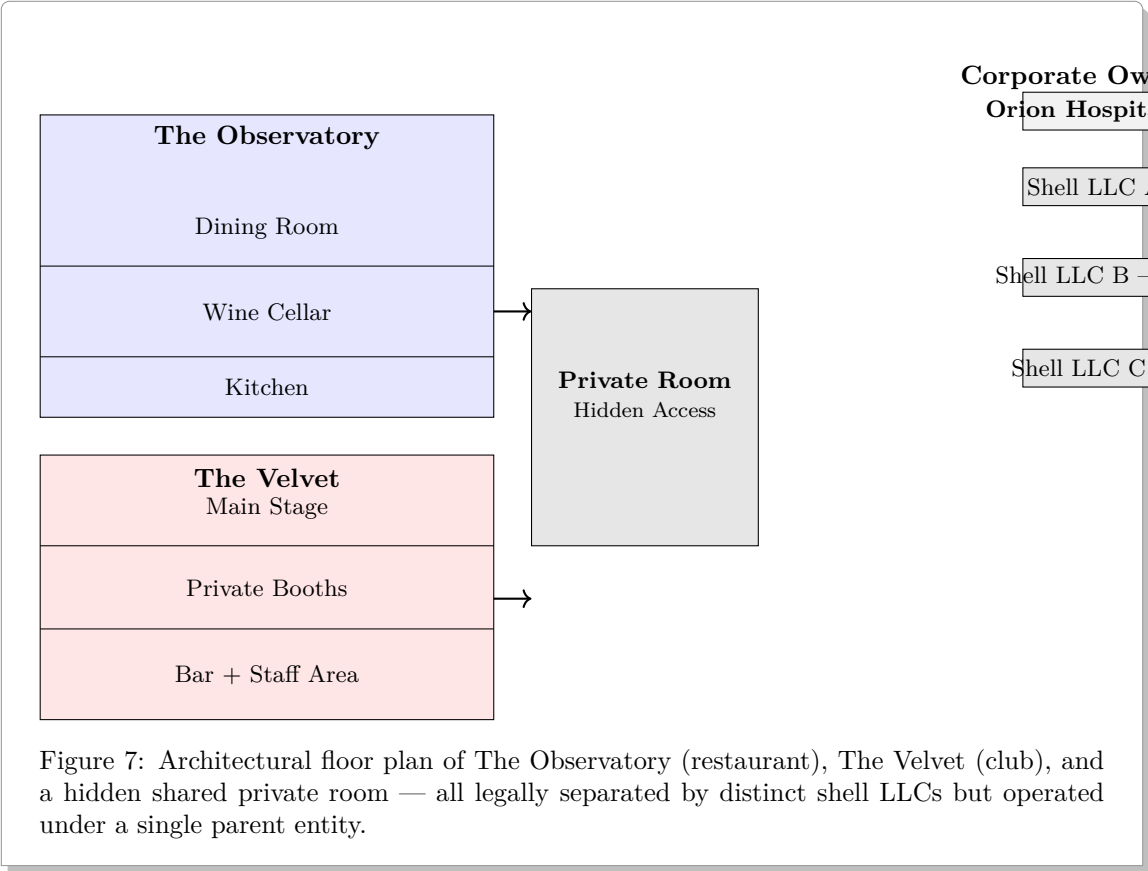 Corporate Ow
Orion Hospit
The Observatory
Dining Room
Wine Cellar
Kitchen
Private Room
Hidden Access
Shell LLC
Shell LLC B –
Shell LLC C
The Velvet
Main Stage
Private Booths
Bar + Staff Area
Figure 7: Architectural floor plan of The Observatory (restaurant), The Velvet (club), and
a hidden shared private room — all legally separated by distinct shell LLCs but operated
under a single parent entity.